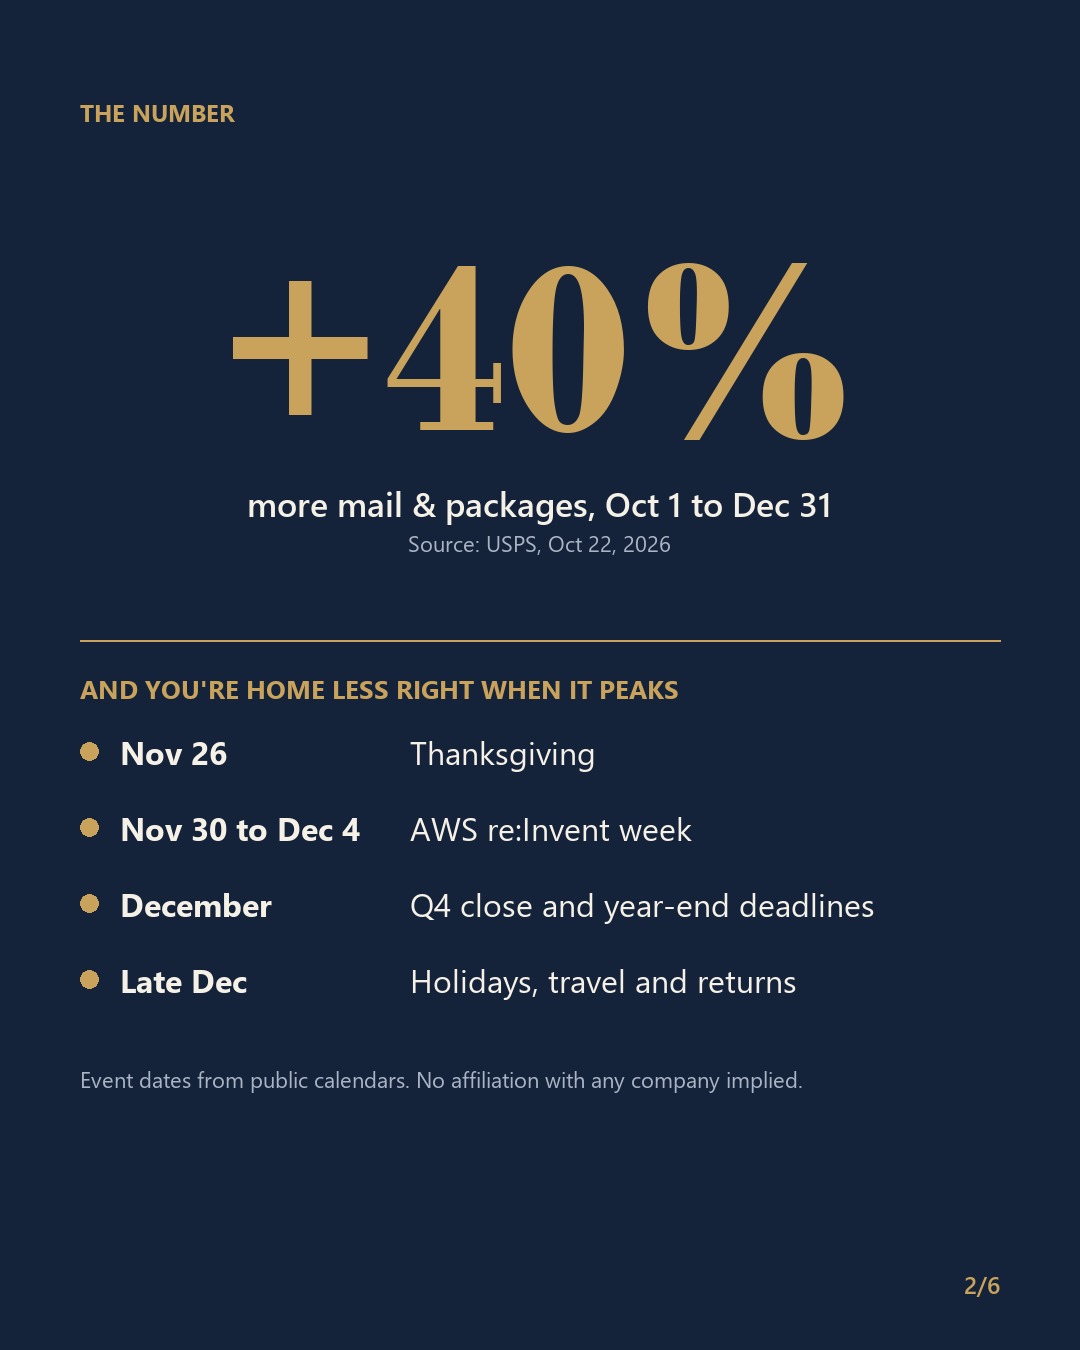 THE NUMBER
+40%
more mail & packages, Oct 1 to Dec 31
Source: USPS, Oct 22, 2026
AND YOU'RE HOME LESS RIGHT WHEN IT PEAKS
Nov 26 Thanksgiving
Nov 30 to Dec 4 AWS re:Invent week
December Q4 close and year-end deadlines
Late Dec Holidays, travel and returns
Event dates from public calendars. No affiliation with any company implied.
2/6